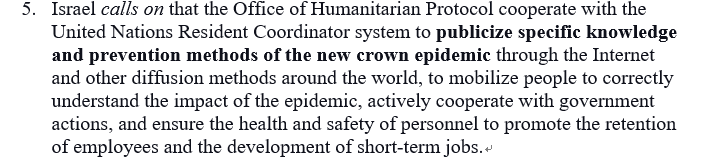 5. Israel calls on that the Office of Humanitarian Protocol cooperate with the
United Nations Resident Coordinator system to publicize specific knowledge
and prevention methods of the new crown epidemic through the Internet
and other diffusion methods around the world, to mobilize people to correctly
understand the impact of the epidemic, actively cooperate with government
actions, and ensure the health and safety of personnel to promote the retention
of employees and the development of short-term jobs.↵